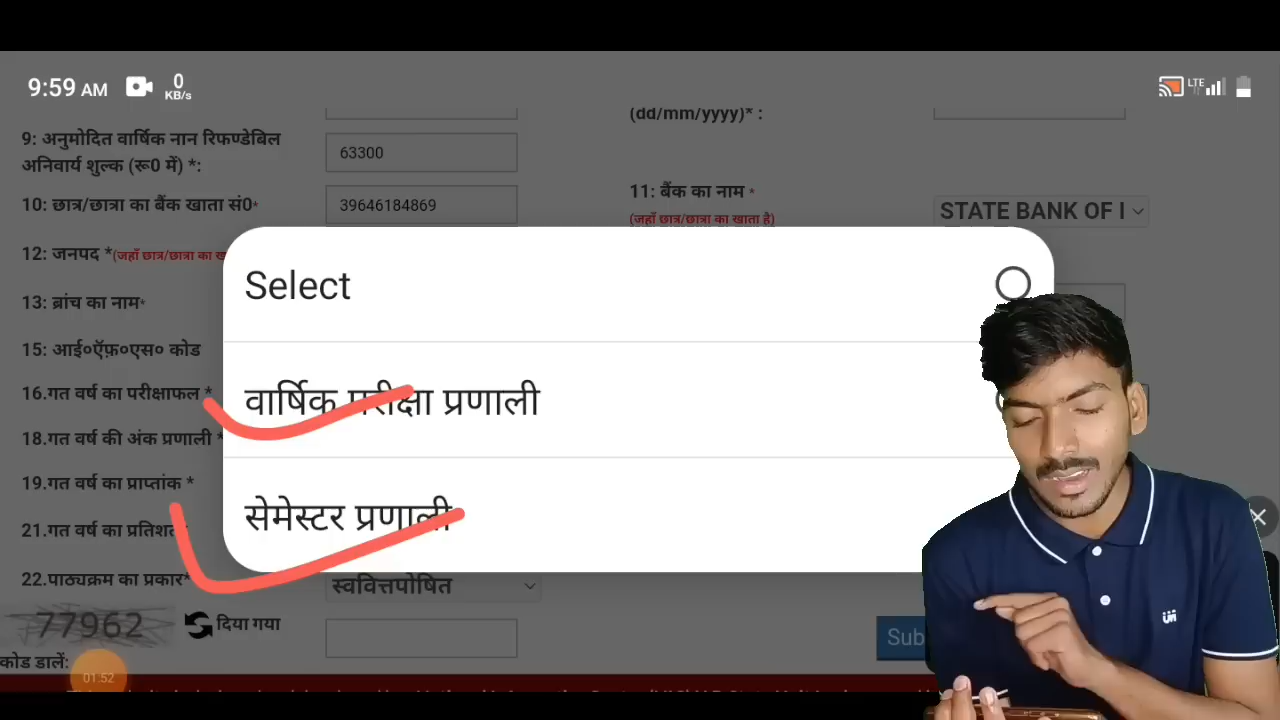 9:59 AM 0 KB/s LTE
(dd/mm/yyyy)* :
9: अनुमोदित वार्षिक नान रिफण्डेबिल
अनिवार्य शुल्क (रू0 में) *:
63300
10: छात्र/छात्रा का बैंक खाता सं0*
39646184869
11: बैंक का नाम *
(जहाँ छात्र/छात्रा का खाता है)
STATE BANK OF I
12: जनपद *(जहाँ छात्र/छात्रा का
13: ब्रांच का नाम*
15: आई०ऍफ़०एस० कोड
16.गत वर्ष का परीक्षाफल *
18.गत वर्ष की अंक प्रणाली *
19.गत वर्ष का प्राप्तांक *
21.गत वर्ष का
22.पाठ्यक्रम का प्रकार*
स्ववित्तपोषित
Select
वार्षिक परीक्षा प्रणाली
सेमेस्टर प्रणाली
77962 दिया गया
कोड डालें:
Sub
01:52